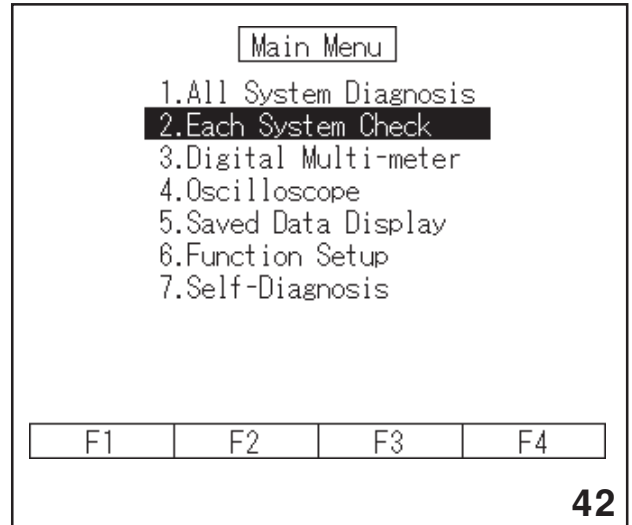 Main Menu
1.All System Diagnosis
2.Each System Check
3.Digital Multi-meter
4.Oscilloscope
5.Saved Data Display
6.Function Setup
7.Self-Diagnosis
F1 F2 F3 F4
42